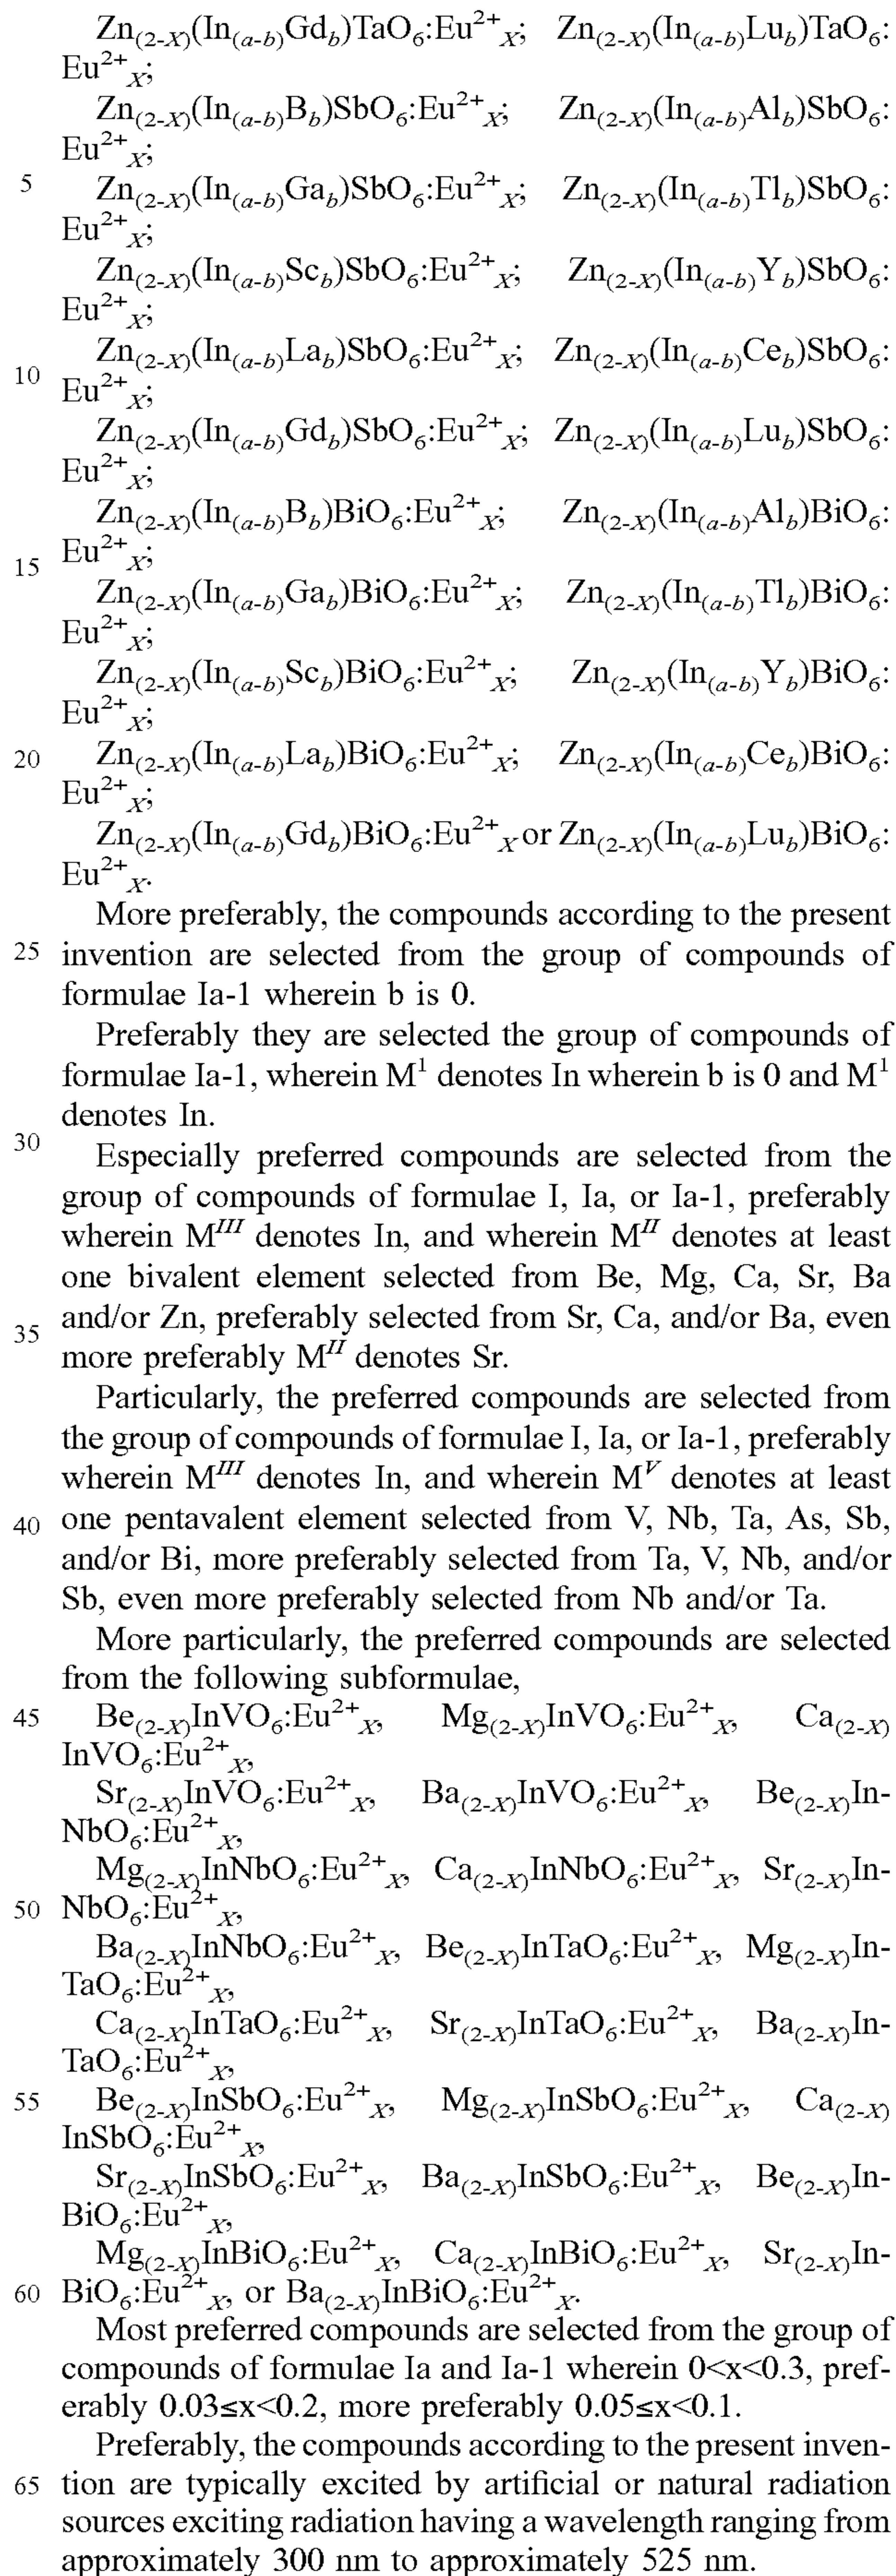 Zn(2-X)(In(a-b)Gdb)TaO6:Eu2+X; Zn(2-X)(In(a-b)Lub)TaO6:
Eu2+X;
Zn(2-X)(In(a-b)Bb)SbO6:Eu2+X; Zn(2-X)(In(a-b)Alb)SbO6:
Eu2+X;
5 Zn(2-X)(In(a-b)Gab)SbO6:Eu2+X; Zn(2-X)(In(a-b)Tlb)SbO6:
Eu2+X;
Zn(2-X)(In(a-b)Scb)SbO6:Eu2+X; Zn(2-X)(In(a-b)Yb)SbO6:
Eu2+X;
Zn(2-X)(In(a-b)Lab)SbO6:Eu2+X; Zn(2-X)(In(a-b)Ceb)SbO6:
10 Eu2+X;
Zn(2-X)(In(a-b)Gdb)SbO6:Eu2+X; Zn(2-X)(In(a-b)Lub)SbO6:
Eu2+X;
Zn(2-X)(In(a-b)Bb)BiO6:Eu2+X; Zn(2-X)(In(a-b)Alb)BiO6:
15 Eu2+X;
Zn(2-X)(In(a-b)Gab)BiO6:Eu2+X; Zn(2-X)(In(a-b)Tlb)BiO6:
Eu2+X;
Zn(2-X)(In(a-b)Scb)BiO6:Eu2+X; Zn(2-X)(In(a-b)Yb)BiO6:
Eu2+X;
20 Zn(2-X)(In(a-b)Lab)BiO6:Eu2+X; Zn(2-X)(In(a-b)Ceb)BiO6:
Eu2+X;
Zn(2-X)(In(a-b)Gdb)BiO6:Eu2+X or Zn(2-X)(In(a-b)Lub)BiO6:
Eu2+X.
More preferably, the compounds according to the present
25 invention are selected from the group of compounds of
formulae Ia-1 wherein b is 0.
Preferably they are selected the group of compounds of
formulae Ia-1, wherein M1 denotes In wherein b is 0 and M1
denotes In.
30 Especially preferred compounds are selected from the
group of compounds of formulae I, Ia, or Ia-1, preferably
wherein MIII denotes In, and wherein MII denotes at least
one bivalent element selected from Be, Mg, Ca, Sr, Ba
and/or Zn, preferably selected from Sr, Ca, and/or Ba, even
35 more preferably MII denotes Sr.
Particularly, the preferred compounds are selected from
the group of compounds of formulae I, Ia, or Ia-1, preferably
wherein MIII denotes In, and wherein MV denotes at least
40 one pentavalent element selected from V, Nb, Ta, As, Sb,
and/or Bi, more preferably selected from Ta, V, Nb, and/or
Sb, even more preferably selected from Nb and/or Ta.
More particularly, the preferred compounds are selected
from the following subformulae,
45 Be(2-X)InVO6:Eu2+X, Mg(2-X)InVO6:Eu2+X, Ca(2-X)
InVO6:Eu2+X,
Sr(2-X)InVO6:Eu2+X, Ba(2-X)InVO6:Eu2+X, Be(2-X)In-
NbO6:Eu2+X,
Mg(2-X)InNbO6:Eu2+X, Ca(2-X)InNbO6:Eu2+X, Sr(2-X)In-
50 NbO6:Eu2+X,
Ba(2-X)InNbO6:Eu2+X, Be(2-X)InTaO6:Eu2+X, Mg(2-X)In-
TaO6:Eu2+X,
Ca(2-X)InTaO6:Eu2+X, Sr(2-X)InTaO6:Eu2+X, Ba(2-X)In-
TaO6:Eu2+X,
55 Be(2-X)InSbO6:Eu2+X, Mg(2-X)InSbO6:Eu2+X, Ca(2-X)
InSbO6:Eu2+X,
Sr(2-X)InSbO6:Eu2+X, Ba(2-X)InSbO6:Eu2+X, Be(2-X)In-
BiO6:Eu2+X,
Mg(2-X)InBiO6:Eu2+X, Ca(2-X)InBiO6:Eu2+X, Sr(2-X)In-
60 BiO6:Eu2+X, or Ba(2-X)InBiO6:Eu2+X.
Most preferred compounds are selected from the group of
compounds of formulae Ia and Ia-1 wherein 0<x<0.3, pref-
erably 0.03≤x<0.2, more preferably 0.05≤x<0.1.
Preferably, the compounds according to the present inven-
65 tion are typically excited by artificial or natural radiation
sources exciting radiation having a wavelength ranging from
approximately 300 nm to approximately 525 nm.